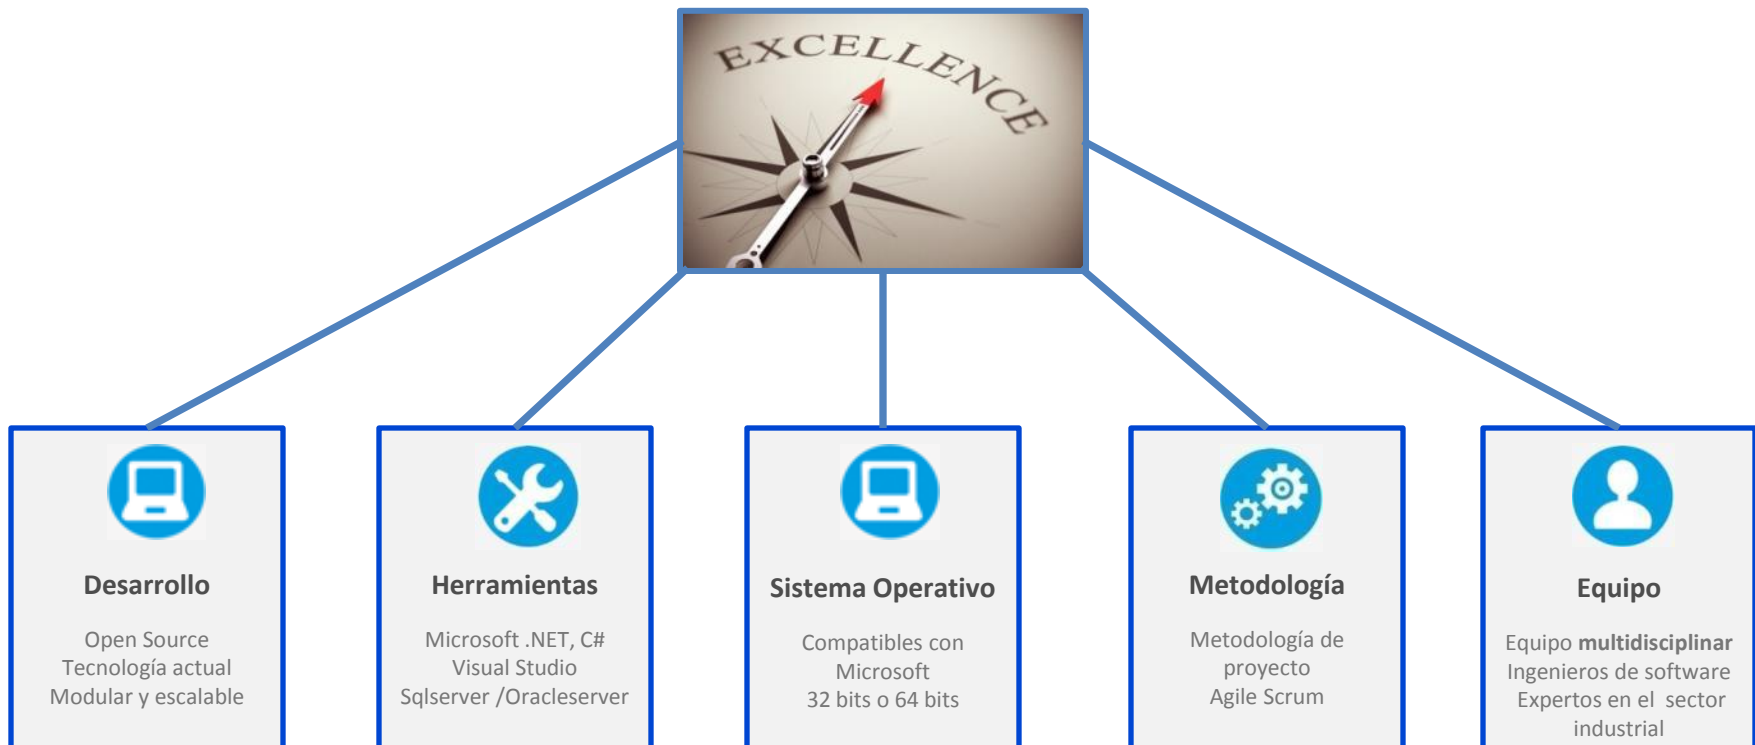 EXCELLENCE
Desarrollo
Open Source
Tecnología actual
Modular y escalable
Herramientas
Microsoft .NET, C#
Visual Studio
Sqlserver /Oracleserver
Sistema Operativo
Compatibles con
Microsoft
32 bits o 64 bits
Metodología
Metodología de
proyecto
Agile Scrum
Equipo
Equipo multidisciplinar
Ingenieros de software
Expertos en el sector
industrial